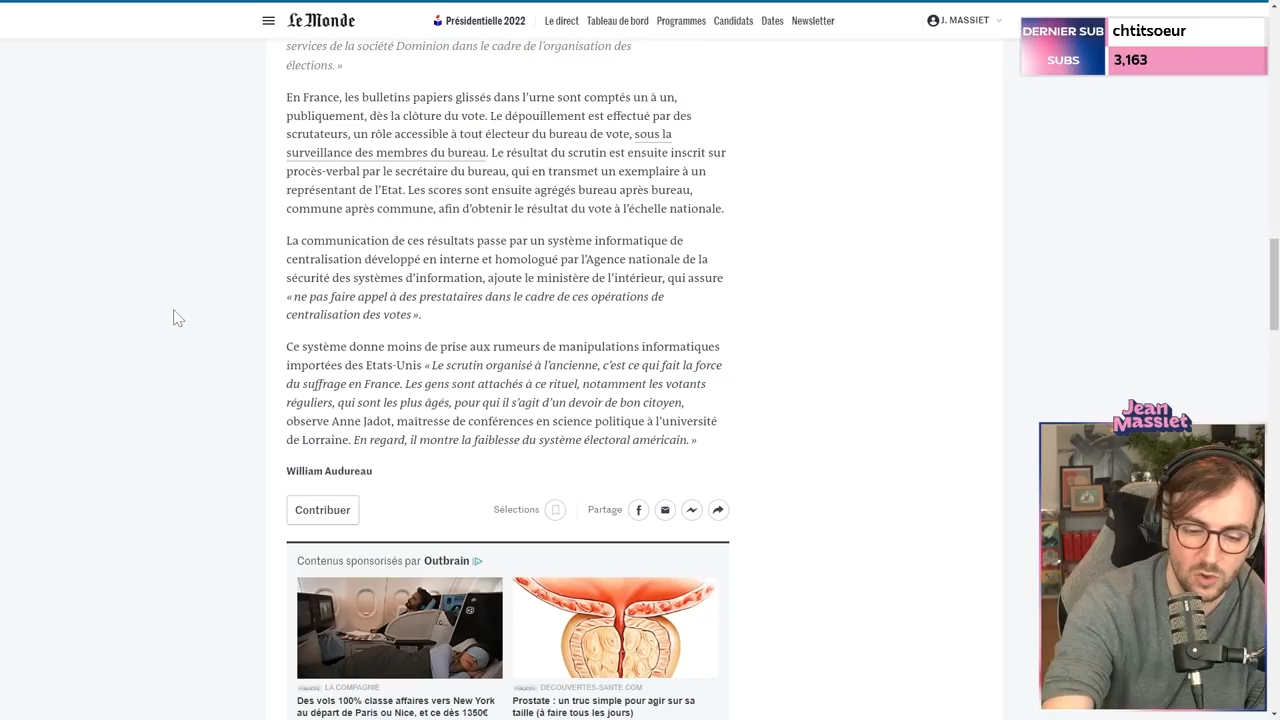 Le Monde
Présidentielle 2022
Le direct
Tableau de bord
Programmes
Candidats
Dates
Newsletter
J. MASSIET
DERNIER SUB
chtitsoeur
SUBS
3,163
services de la société Dominion dans le cadre de l'organisation des
élections. »
En France, les bulletins papiers glissés dans l'urne sont comptés un à un,
publiquement, dès la clôture du vote. Le dépouillement est effectué par des
scrutateurs, un rôle accessible à tout électeur du bureau de vote, sous la
surveillance des membres du bureau. Le résultat du scrutin est ensuite inscrit sur
procès-verbal par le secrétaire du bureau, qui en transmet un exemplaire à un
représentant de l'Etat. Les scores sont ensuite agrégés bureau après bureau,
commune après commune, afin d'obtenir le résultat du vote à l'échelle nationale.
La communication de ces résultats passe par un système informatique de
centralisation développé en interne et homologué par l'Agence nationale de la
sécurité des systèmes d'information, ajoute le ministère de l'intérieur, qui assure
« ne pas faire appel à des prestataires dans le cadre de ces opérations de
centralisation des votes ».
Ce système donne moins de prise aux rumeurs de manipulations informatiques
importées des Etats-Unis « Le scrutin organisé à l'ancienne, c'est ce qui fait la force
du suffrage en France. Les gens sont attachés à ce rituel, notamment les votants
réguliers, qui sont les plus âgés, pour qui il s'agit d'un devoir de bon citoyen,
observe Anne Jadot, maîtresse de conférences en science politique à l'université
de Lorraine. En regard, il montre la faiblesse du système électoral américain. »
William Audureau
Contribuer
Sélections
Partage
Contenus sponsorisés par Outbrain
LA COMPAGNIE
Des vols 100% classe affaires vers New York
au départ de Paris ou Nice, et ce dès 1350€
DECOUVERTES-SANTE.COM
Prostate : un truc simple pour agir sur sa
taille (à faire tous les jours)
Jean
Massiet